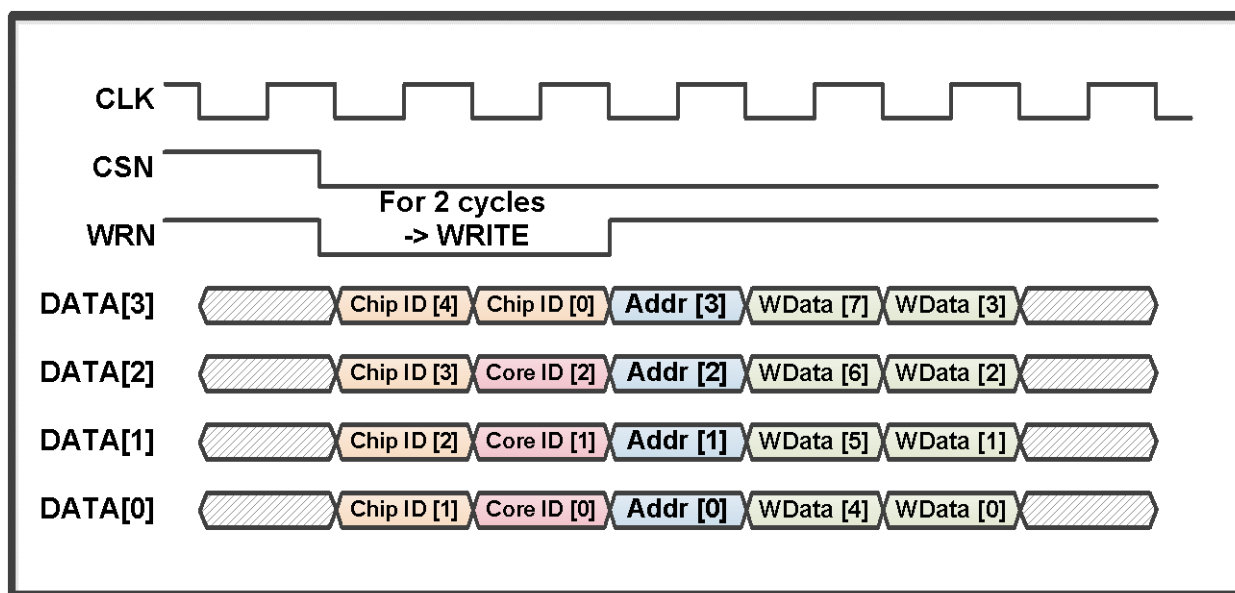 CLK
CSN
For 2 cycles
WRN -> WRITE
DATA[3] Chip ID [4] Chip ID [0] Addr [3] WData [7] WData [3]
DATA[2] Chip ID [3] Core ID [2] Addr [2] WData [6] WData [2]
DATA[1] Chip ID [2] Core ID [1] Addr [1] WData [5] WData [1]
DATA[0] Chip ID [1] Core ID [0] Addr [0] WData [4] WData [0]